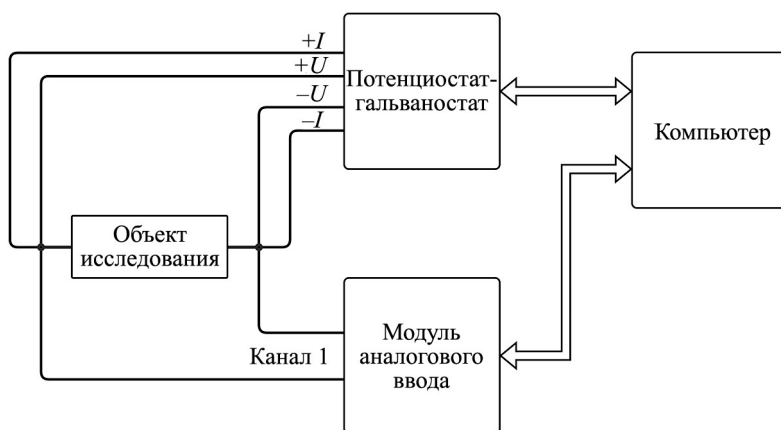 +I
+U
–U
–I
Потенциостат-
гальваностат
Компьютер
Объект
исследования
Канал 1
Модуль
аналогового
ввода